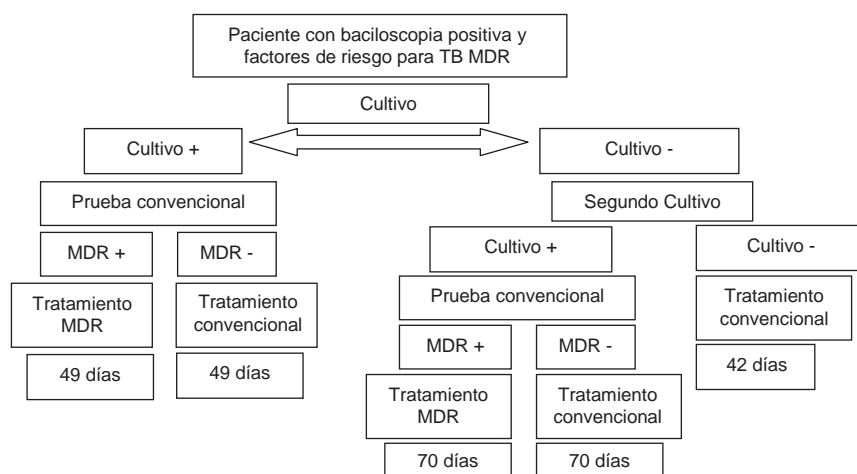 Paciente con baciloscopia positiva y
factores de riesgo para TB MDR
Cultivo
Cultivo +
Cultivo -
Prueba convencional
Segundo Cultivo
MDR +
MDR -
Cultivo +
Cultivo -
Tratamiento
MDR
Tratamiento
convencional
Prueba convencional
Tratamiento
convencional
49 días
49 días
MDR +
MDR -
42 días
Tratamiento
MDR
Tratamiento
convencional
70 días
70 días